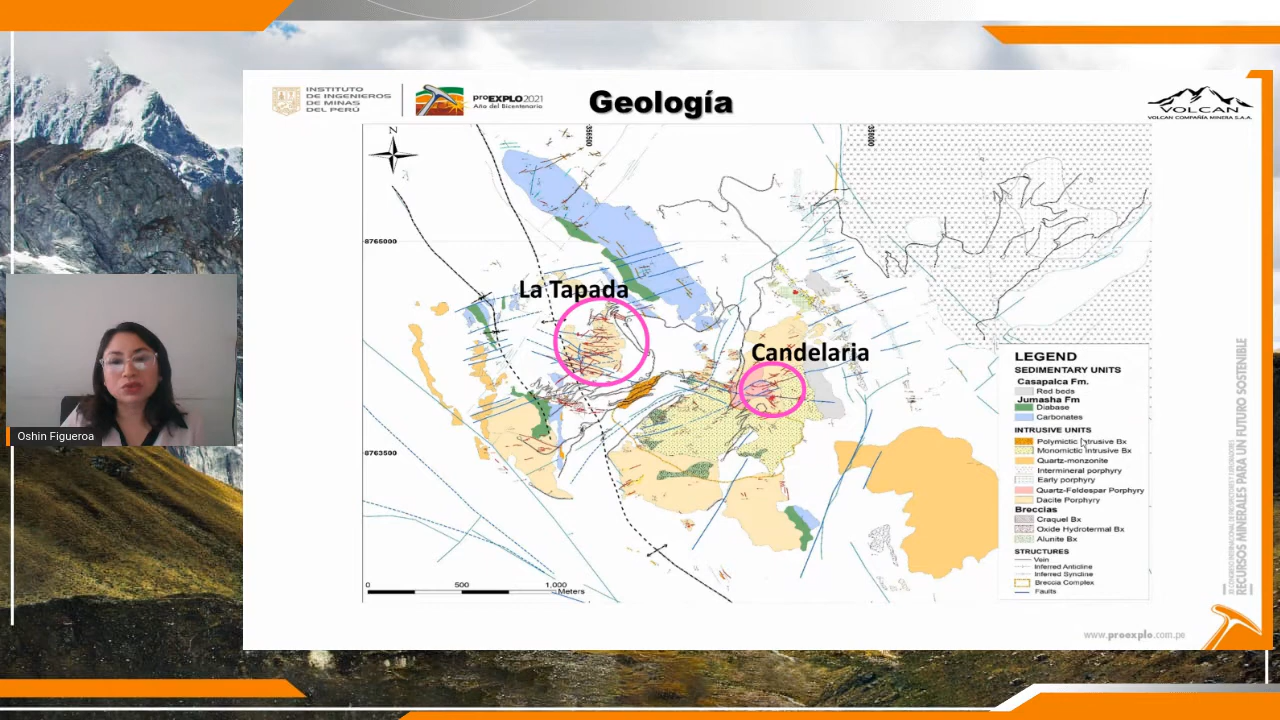 INSTITUTO
DE INGENIEROS
DE MINAS
DEL PERÚ
proEXPLO2021
Año del Bicentenario
Geología
VOLCAN
VOLCAN COMPAÑÍA MINERA S.A.A.
N
8765000
8763500
La Tapada
Candelaria
0 500 1,000
Meters
LEGEND
SEDIMENTARY UNITS
Casapalca Fm.
Red beds
Jumasha Fm
Diabase
Carbonates
INTRUSIVE UNITS
Polymictic Intrusive Bx
Monomictic Intrusive Bx
Quartz-monzonite
Intermineral porphyry
Early porphyry
Quartz-Feldespar Porphyry
Dacite Porphyry
Breccias
Craquel Bx
Oxide Hydrotermal Bx
Alunite Bx
STRUCTURES
Vein
Inferred Anticline
Inferred Syncline
Breccia Complex
Faults
RECURSOS MINERALES PARA UN FUTURO SOSTENIBLE
www.proexplo.com.pe
Oshin Figueroa